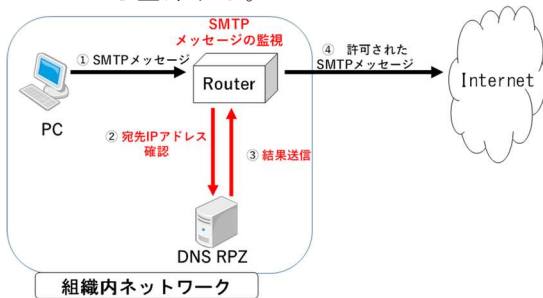 SMTP
メッセージの監視
① SMTPメッセージ
④ 許可された
SMTPメッセージ
Router
Internet
PC
② 宛先IPアドレス
確認
③ 結果送信
DNS RPZ
組織内ネットワーク